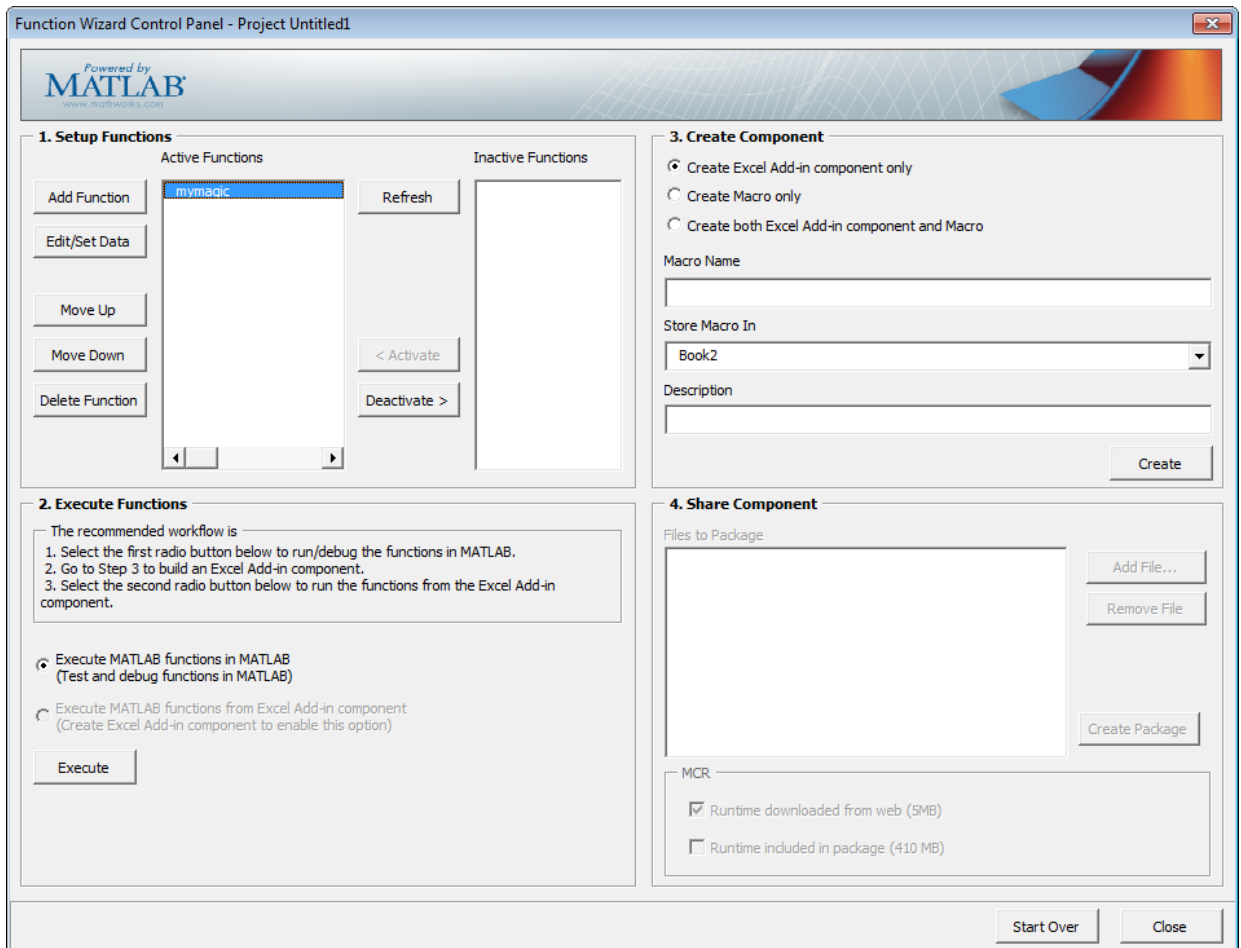 Function Wizard Control Panel - Project Untitled1
Powered by
MATLAB®
www.mathworks.com
1. Setup Functions
Active Functions
Inactive Functions
Add Function
mymagic
Refresh
Edit/Set Data
Move Up
Move Down
< Activate
Delete Function
Deactivate >
2. Execute Functions
The recommended workflow is
1. Select the first radio button below to run/debug the functions in MATLAB.
2. Go to Step 3 to build an Excel Add-in component.
3. Select the second radio button below to run the functions from the Excel Add-in
component.
Execute MATLAB functions in MATLAB
(Test and debug functions in MATLAB)
Execute MATLAB functions from Excel Add-in component
(Create Excel Add-in component to enable this option)
Execute
3. Create Component
Create Excel Add-in component only
Create Macro only
Create both Excel Add-in component and Macro
Macro Name
Store Macro In
Book2
Description
Create
4. Share Component
Files to Package
Add File...
Remove File
Create Package
MCR
Runtime downloaded from web (5MB)
Runtime included in package (410 MB)
Start Over
Close